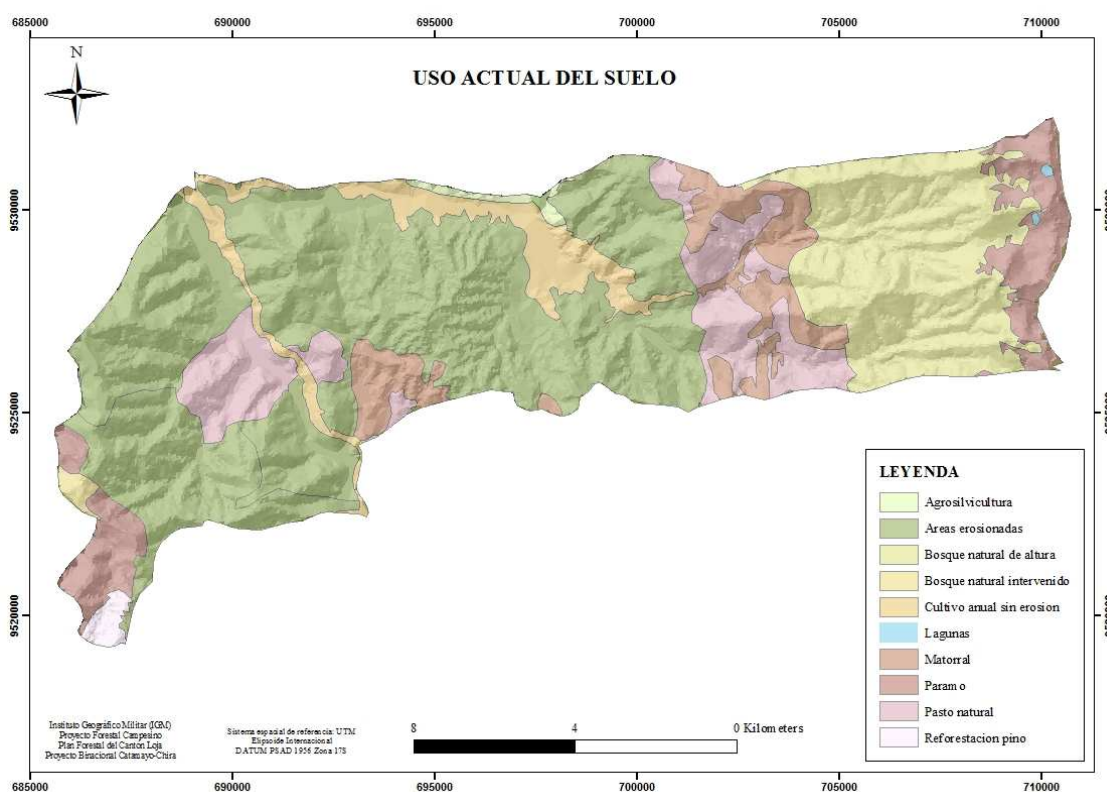 685000 690000 695000 700000 705000 710000
N
USO ACTUAL DEL SUELO
9530000
9525000
9520000
LEYENDA
Agrosilvicultura
Areas erosionadas
Bosque natural de altura
Bosque natural intervenido
Cultivo anual sin erosion
Lagunas
Matorral
Paramo
Pasto natural
Reforestacion pino
Instituto Geográfico Militar (IGM)
Proyecto Forestal Campesino
Plan Forestal del Cantón Loja
Proyecto Binacional Catamayo-Chira
Sistema espacial de referencia: UTM
Elipsoide Internacional
DATUM PSAD 1956 Zona 17S
8 4 0 Kilometers
685000 690000 695000 700000 705000 710000